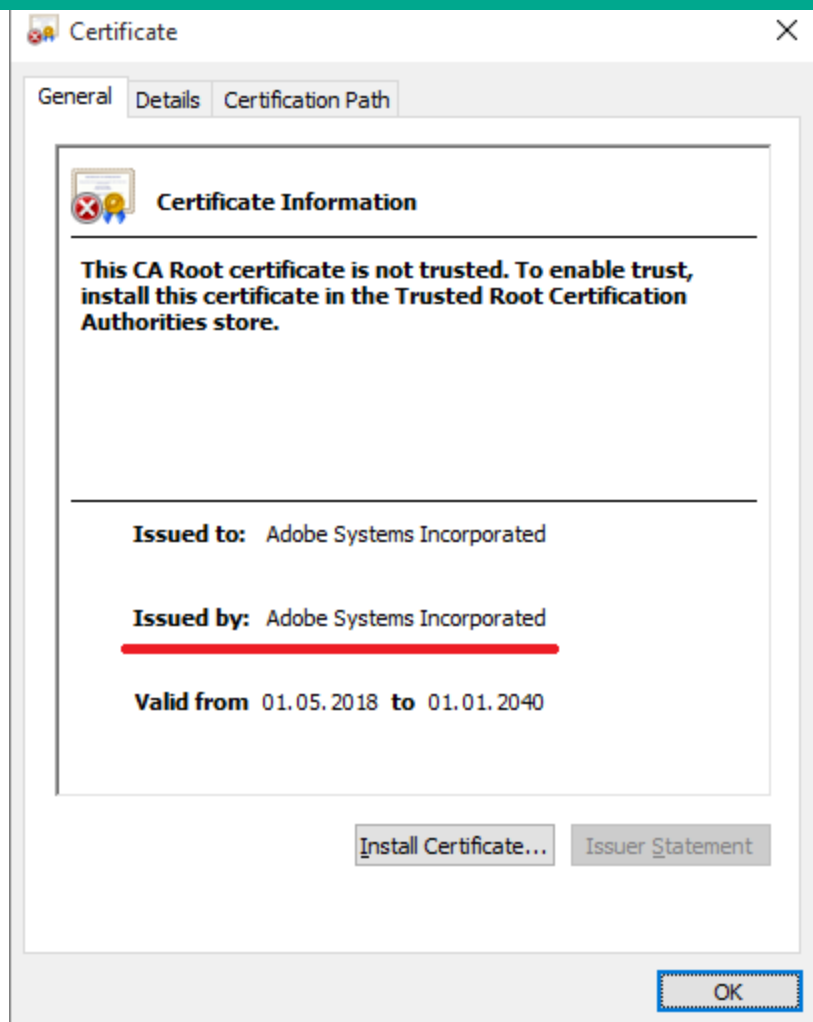 Certificate
General Details Certification Path
Certificate Information
This CA Root certificate is not trusted. To enable trust,
install this certificate in the Trusted Root Certification
Authorities store.
Issued to: Adobe Systems Incorporated
Issued by: Adobe Systems Incorporated
Valid from 01.05.2018 to 01.01.2040
Install Certificate... Issuer Statement
OK